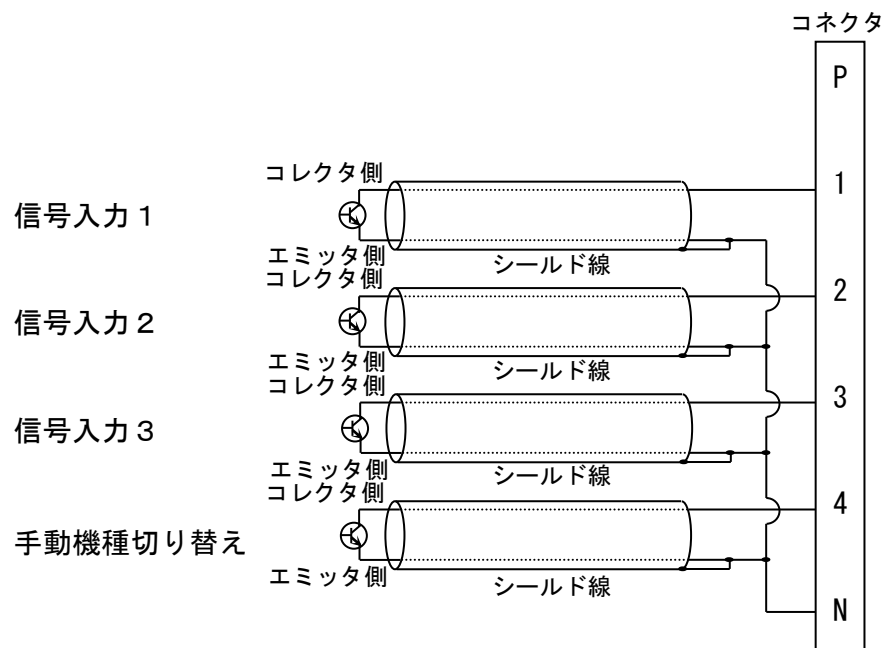 コネクタ
P
コレクタ側
1
信号入力１
エミッタ側
シールド線
コレクタ側
2
信号入力２
エミッタ側
シールド線
コレクタ側
3
信号入力３
エミッタ側
シールド線
コレクタ側
4
手動機種切り替え
エミッタ側
シールド線
N